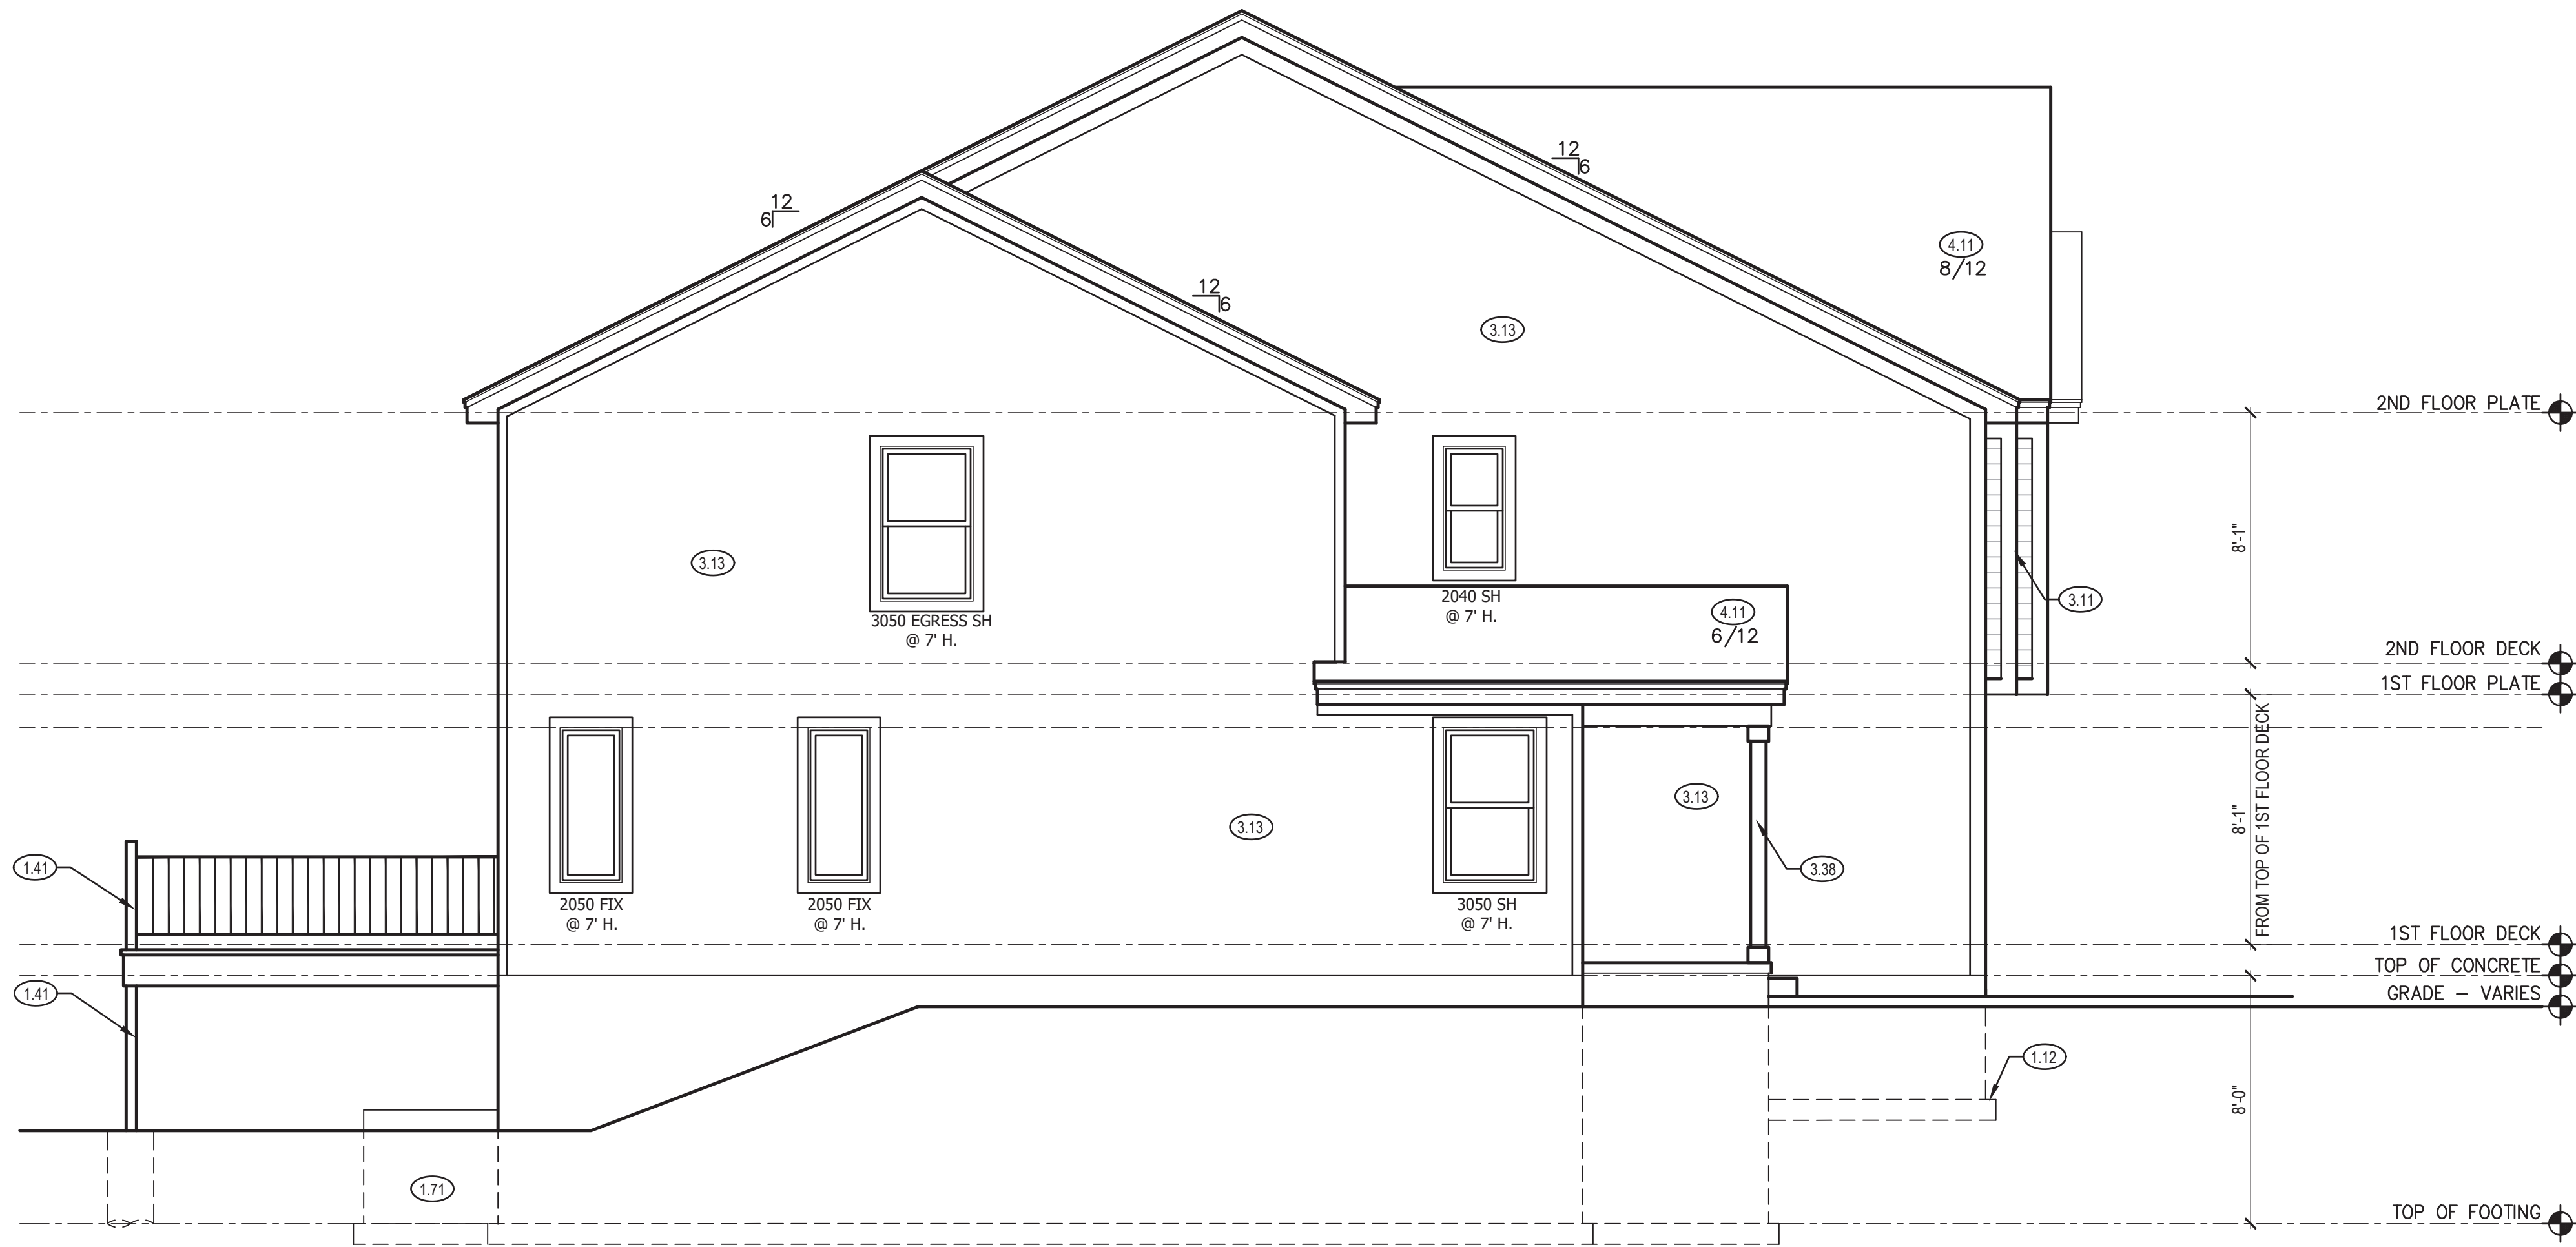 12
6
12
6
4.11
8/12
12
6
3.13
2ND FLOOR PLATE
8'-1"
3.13
3050 EGRESS SH
@ 7' H.
2040 SH
@ 7' H.
4.11
6/12
3.11
2ND FLOOR DECK
1ST FLOOR PLATE
8'-1"
FROM TOP OF 1ST FLOOR DECK
3.13
3.13
1.41
3.38
2050 FIX
@ 7' H.
2050 FIX
@ 7' H.
3050 SH
@ 7' H.
1ST FLOOR DECK
TOP OF CONCRETE
1.41
GRADE – VARIES
1.12
8'-0"
1.71
TOP OF FOOTING